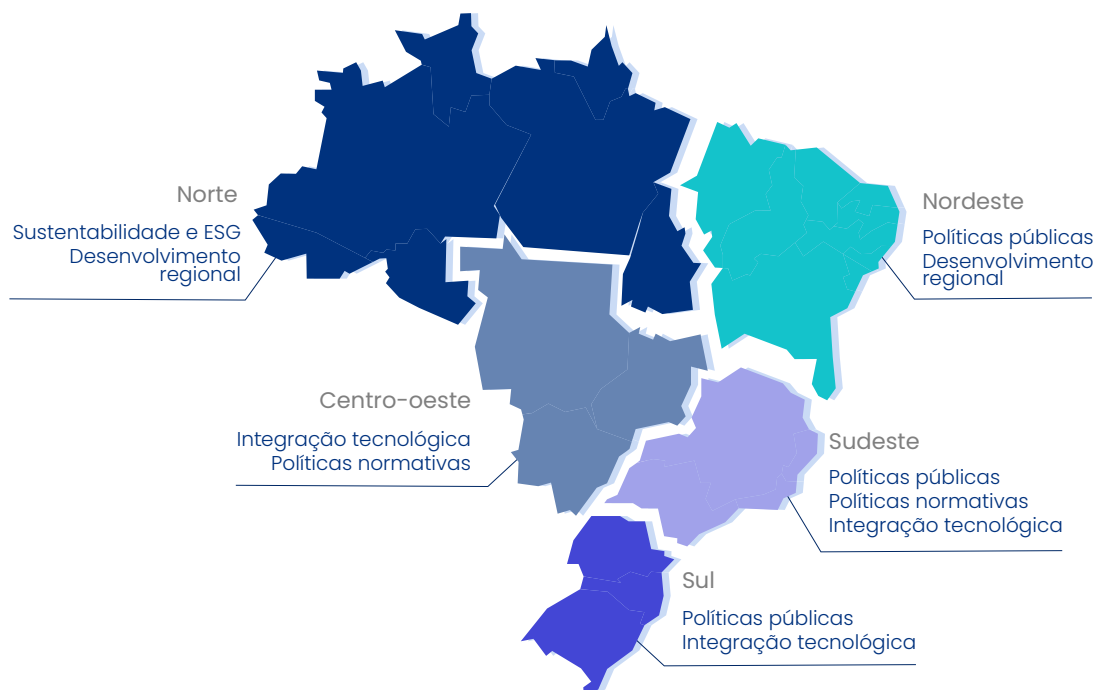 Norte
Sustentabilidade e ESG
Desenvolvimento
regional
Nordeste
Políticas públicas
Desenvolvimento
regional
Centro-oeste
Integração tecnológica
Políticas normativas
Sudeste
Políticas públicas
Políticas normativas
Integração tecnológica
Sul
Políticas públicas
Integração tecnológica